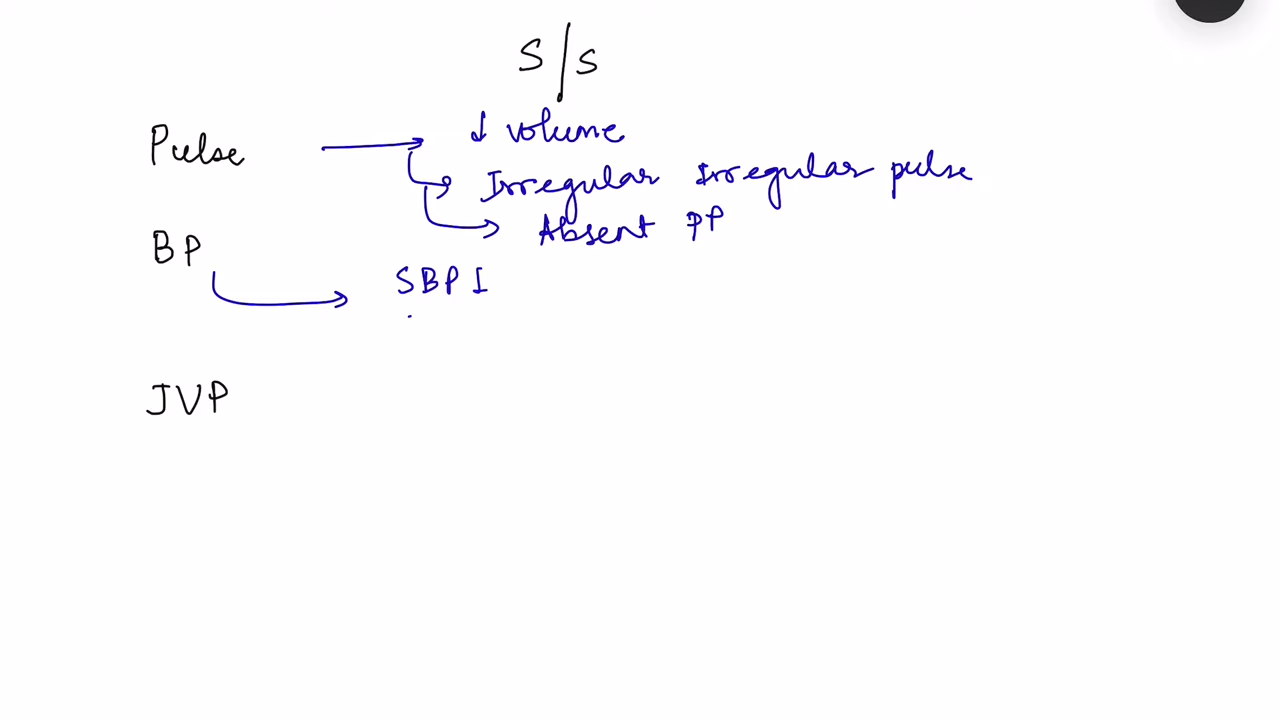 S/S
Pulse → ↓ volume
Irregular Irregular pulse
Absent PP
BP
SBP I
JVP